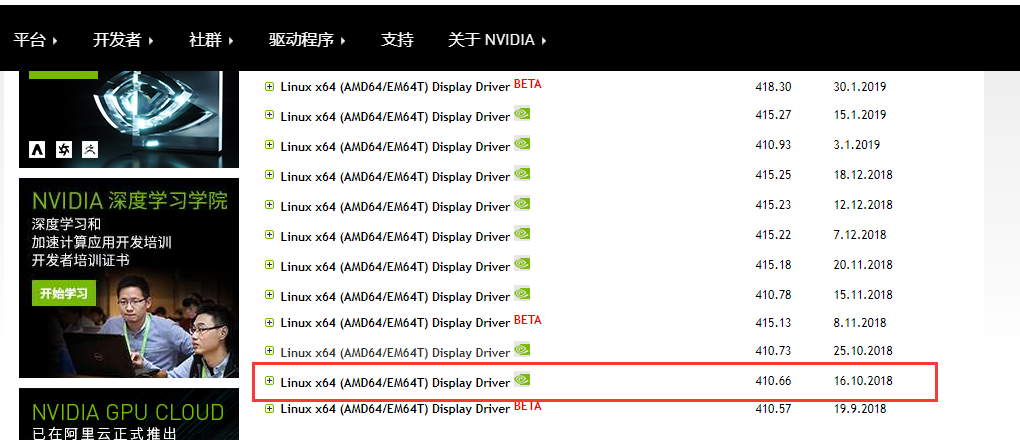 平台 开发者 社群 驱动程序 支持 关于 NVIDIA
Linux x64 (AMD64/EM64T) Display Driver BETA 418.30 30.1.2019
Linux x64 (AMD64/EM64T) Display Driver 415.27 15.1.2019
Linux x64 (AMD64/EM64T) Display Driver 410.93 3.1.2019
Linux x64 (AMD64/EM64T) Display Driver 415.25 18.12.2018
Linux x64 (AMD64/EM64T) Display Driver 415.23 12.12.2018
Linux x64 (AMD64/EM64T) Display Driver 415.22 7.12.2018
Linux x64 (AMD64/EM64T) Display Driver 415.18 20.11.2018
Linux x64 (AMD64/EM64T) Display Driver 410.78 15.11.2018
Linux x64 (AMD64/EM64T) Display Driver BETA 415.13 8.11.2018
Linux x64 (AMD64/EM64T) Display Driver 410.73 25.10.2018
Linux x64 (AMD64/EM64T) Display Driver 410.66 16.10.2018
Linux x64 (AMD64/EM64T) Display Driver BETA 410.57 19.9.2018
NVIDIA 深度学习学院
深度学习和
加速计算应用开发培训
开发者培训证书
开始学习
NVIDIA GPU CLOUD
已在阿里云正式推出